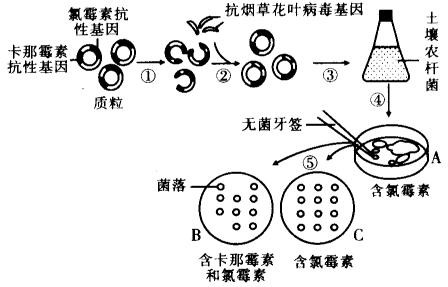 氯霉素抗
性基因
抗烟草花叶病毒基因
卡那霉素
抗性基因
质粒
①
②
③
土壤农杆菌
④
无菌牙签
A
⑤
含氯霉素
菌落
B
C
含卡那霉素
和氯霉素
含氯霉素